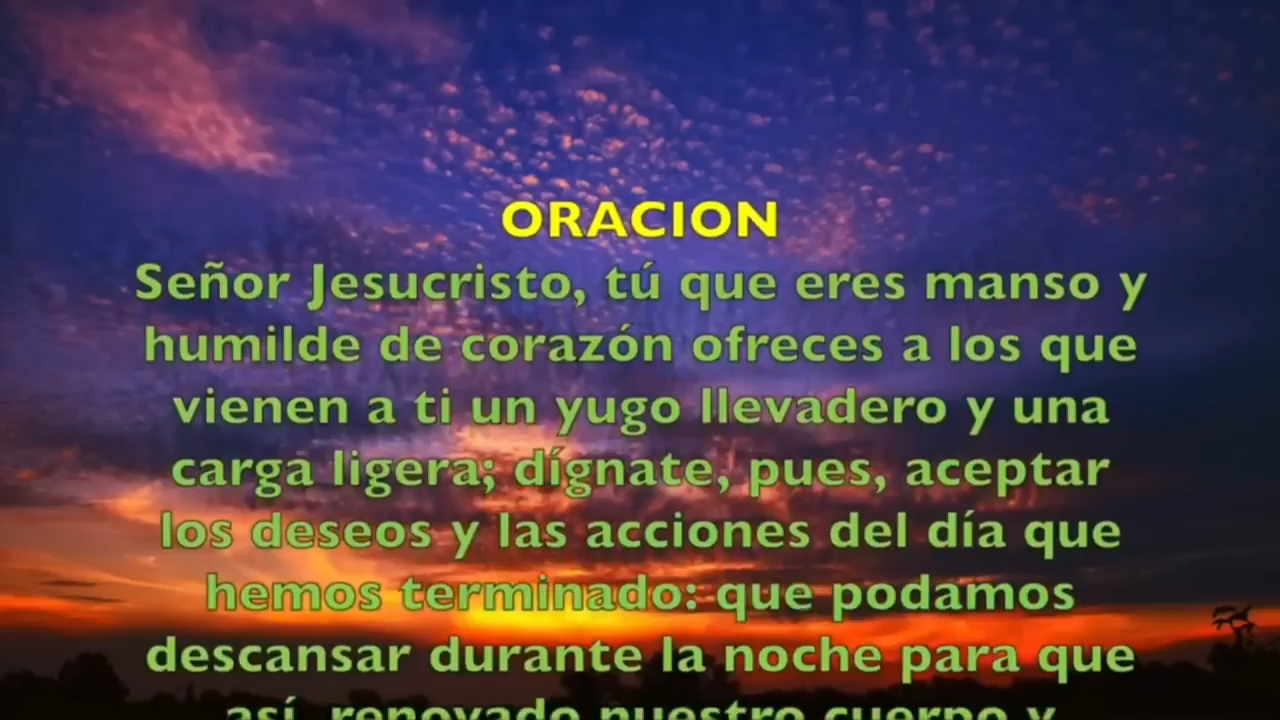 ORACION
Señor Jesucristo, tú que eres manso y
humilde de corazón ofreces a los que
vienen a ti un yugo llevadero y una
carga ligera; dígnate, pues, aceptar
los deseos y las acciones del día que
hemos terminado: que podamos
descansar durante la noche para que
así, renovado nuestro cuerpo y